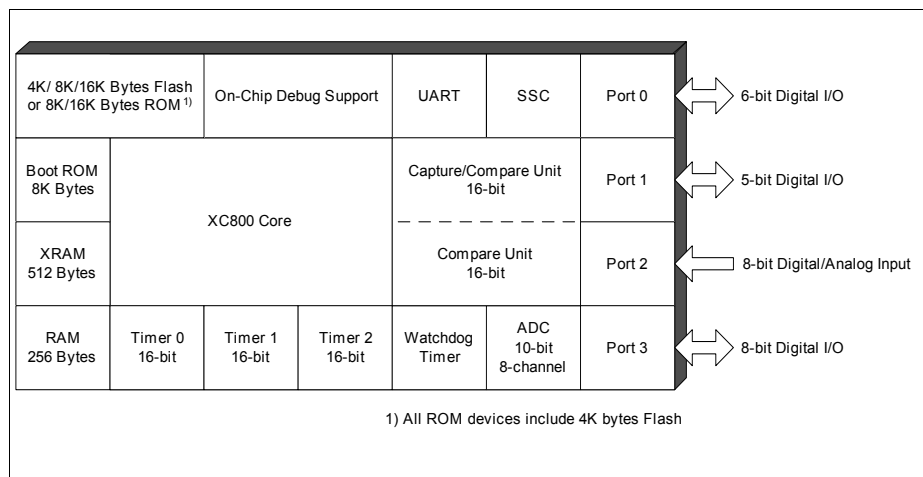 4K/ 8K/16K Bytes Flash
or 8K/16K Bytes ROM 1)
On-Chip Debug Support
UART
SSC
Port 0
6-bit Digital I/O
Boot ROM
8K Bytes
XC800 Core
Capture/Compare Unit
16-bit
Port 1
5-bit Digital I/O
XRAM
512 Bytes
Compare Unit
16-bit
Port 2
8-bit Digital/Analog Input
RAM
256 Bytes
Timer 0
16-bit
Timer 1
16-bit
Timer 2
16-bit
Watchdog
Timer
ADC
10-bit
8-channel
Port 3
8-bit Digital I/O
1) All ROM devices include 4K bytes Flash